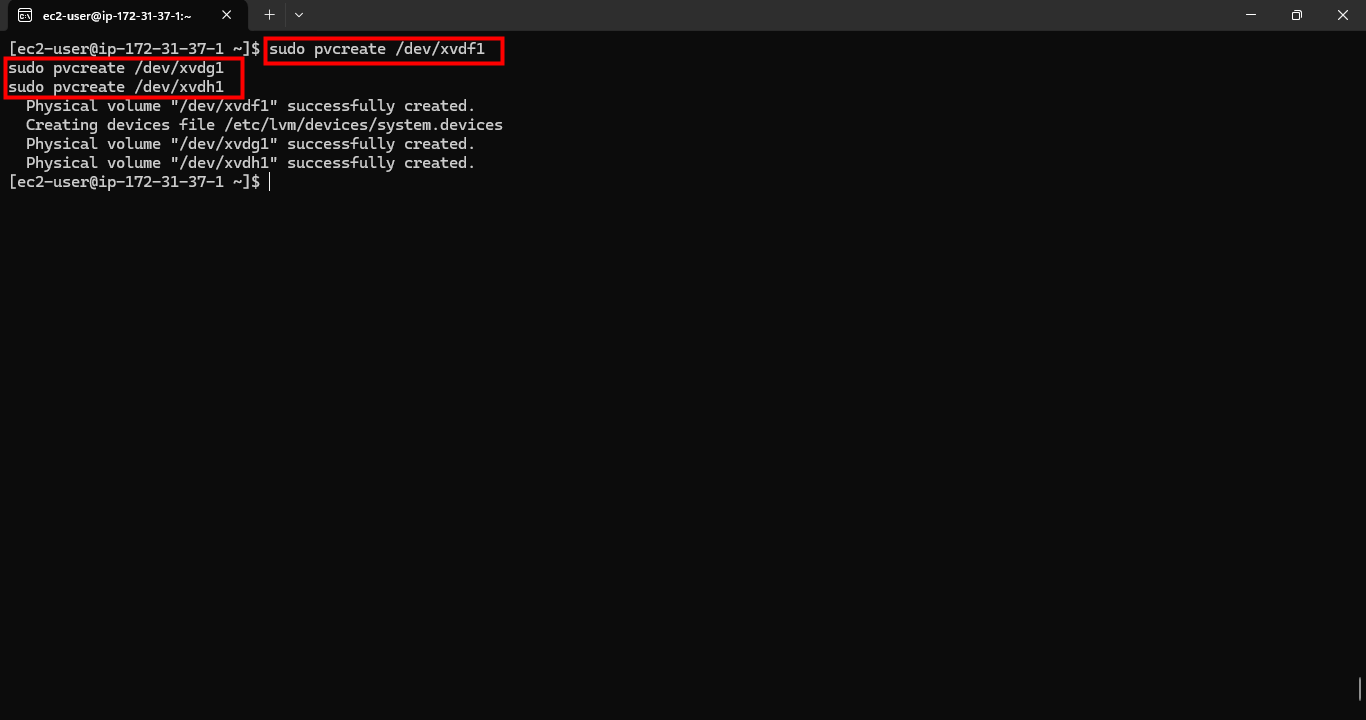 ec2-user@ip-172-31-37-1:~
[ec2-user@ip-172-31-37-1 ~]$ sudo pvcreate /dev/xvdf1
sudo pvcreate /dev/xvdg1
sudo pvcreate /dev/xvdh1
  Physical volume "/dev/xvdf1" successfully created.
  Creating devices file /etc/lvm/devices/system.devices
  Physical volume "/dev/xvdg1" successfully created.
  Physical volume "/dev/xvdh1" successfully created.
[ec2-user@ip-172-31-37-1 ~]$